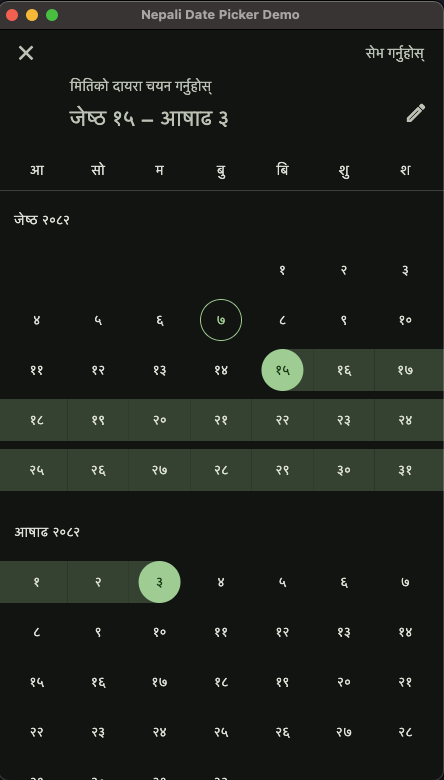 Nepali Date Picker Demo
सेभ गर्नुहोस्
मितिको दायरा चयन गर्नुहोस्
जेष्ठ १५ – आषाढ ३
आ सो म बु बि शु श
जेष्ठ २०८२
१ २ ३
४ ५ ६ ७ ८ ९ १०
११ १२ १३ १४ १५ १६ १७
१८ १९ २० २१ २२ २३ २४
२५ २६ २७ २८ २९ ३० ३१
आषाढ २०८२
१ २ ३ ४ ५ ६ ७
८ ९ १० ११ १२ १३ १४
१५ १६ १७ १८ १९ २० २१
२२ २३ २४ २५ २६ २७ २८